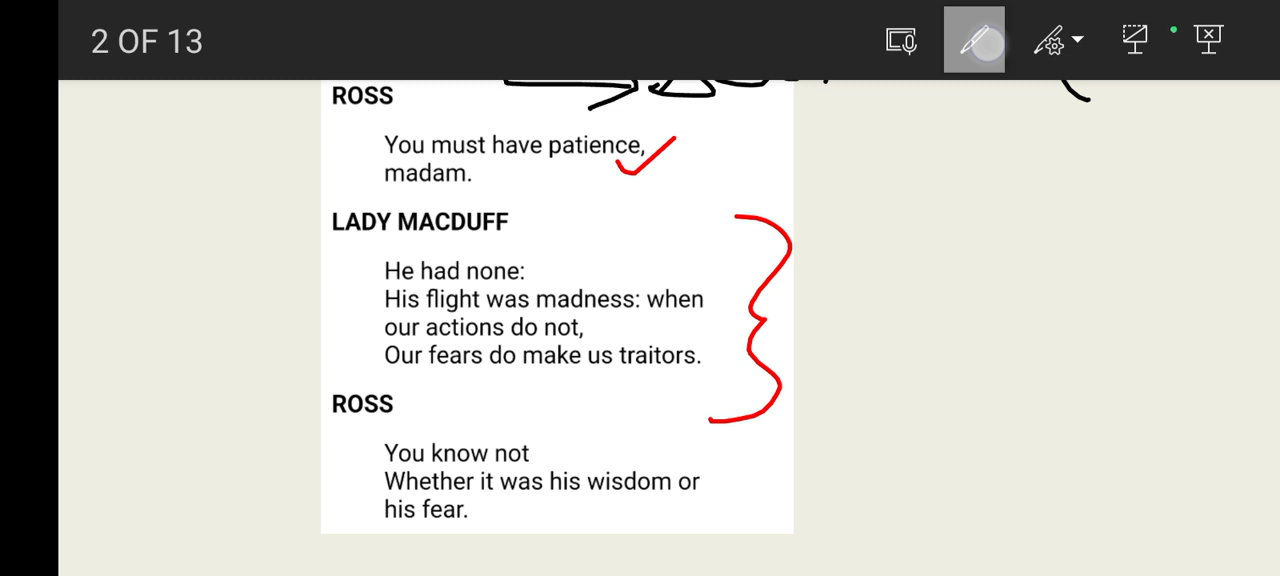 2 OF 13
ROSS
You must have patience,
madam.
LADY MACDUFF
He had none:
His flight was madness: when
our actions do not,
Our fears do make us traitors.
ROSS
You know not
Whether it was his wisdom or
his fear.